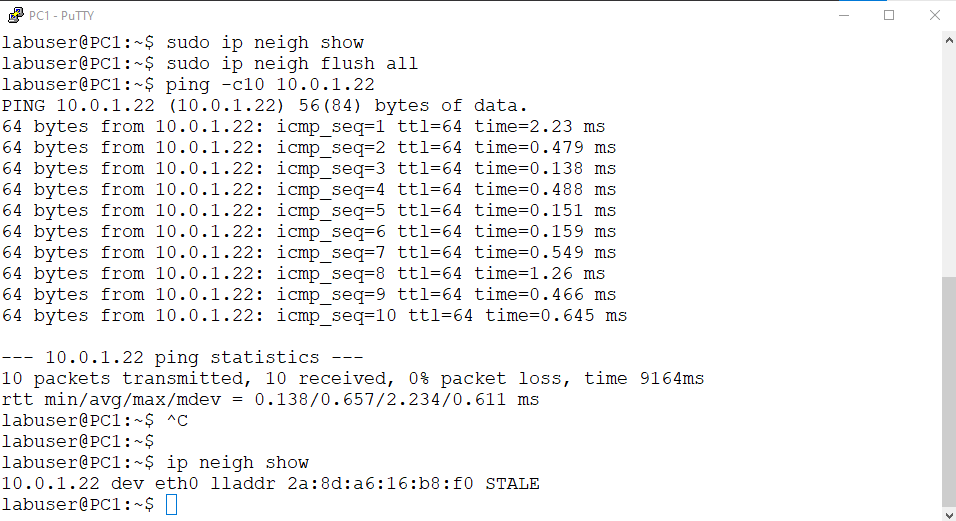 PC1 - PuTTY
labuser@PC1:~$ sudo ip neigh show
labuser@PC1:~$ sudo ip neigh flush all
labuser@PC1:~$ ping -c10 10.0.1.22
PING 10.0.1.22 (10.0.1.22) 56(84) bytes of data.
64 bytes from 10.0.1.22: icmp_seq=1 ttl=64 time=2.23 ms
64 bytes from 10.0.1.22: icmp_seq=2 ttl=64 time=0.479 ms
64 bytes from 10.0.1.22: icmp_seq=3 ttl=64 time=0.138 ms
64 bytes from 10.0.1.22: icmp_seq=4 ttl=64 time=0.488 ms
64 bytes from 10.0.1.22: icmp_seq=5 ttl=64 time=0.151 ms
64 bytes from 10.0.1.22: icmp_seq=6 ttl=64 time=0.159 ms
64 bytes from 10.0.1.22: icmp_seq=7 ttl=64 time=0.549 ms
64 bytes from 10.0.1.22: icmp_seq=8 ttl=64 time=1.26 ms
64 bytes from 10.0.1.22: icmp_seq=9 ttl=64 time=0.466 ms
64 bytes from 10.0.1.22: icmp_seq=10 ttl=64 time=0.645 ms
--- 10.0.1.22 ping statistics ---
10 packets transmitted, 10 received, 0% packet loss, time 9164ms
rtt min/avg/max/mdev = 0.138/0.657/2.234/0.611 ms
labuser@PC1:~$ ^C
labuser@PC1:~$
labuser@PC1:~$ ip neigh show
10.0.1.22 dev eth0 lladdr 2a:8d:a6:16:b8:f0 STALE
labuser@PC1:~$